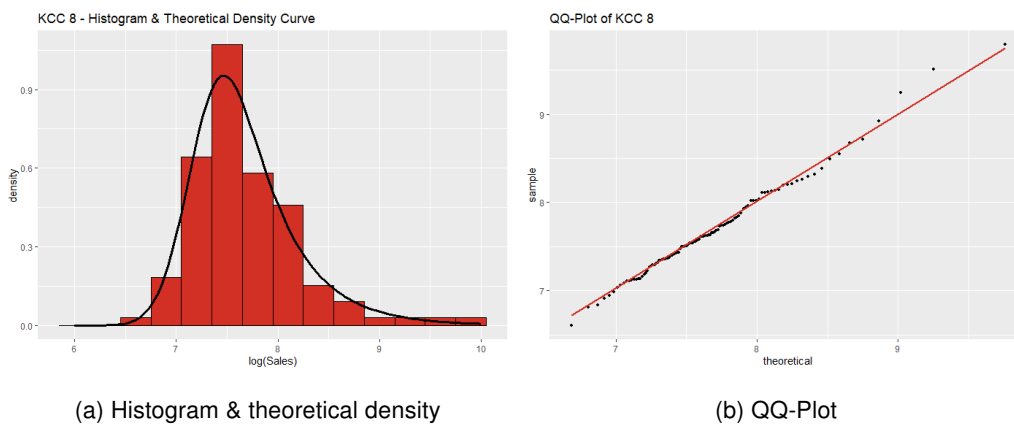 KCC 8 - Histogram & Theoretical Density Curve
density
0.9
0.6
0.3
0.0
6
7
8
9
10
log(Sales)
(a) Histogram & theoretical density
QQ-Plot of KCC 8
sample
9
8
7
7
8
9
theoretical
(b) QQ-Plot